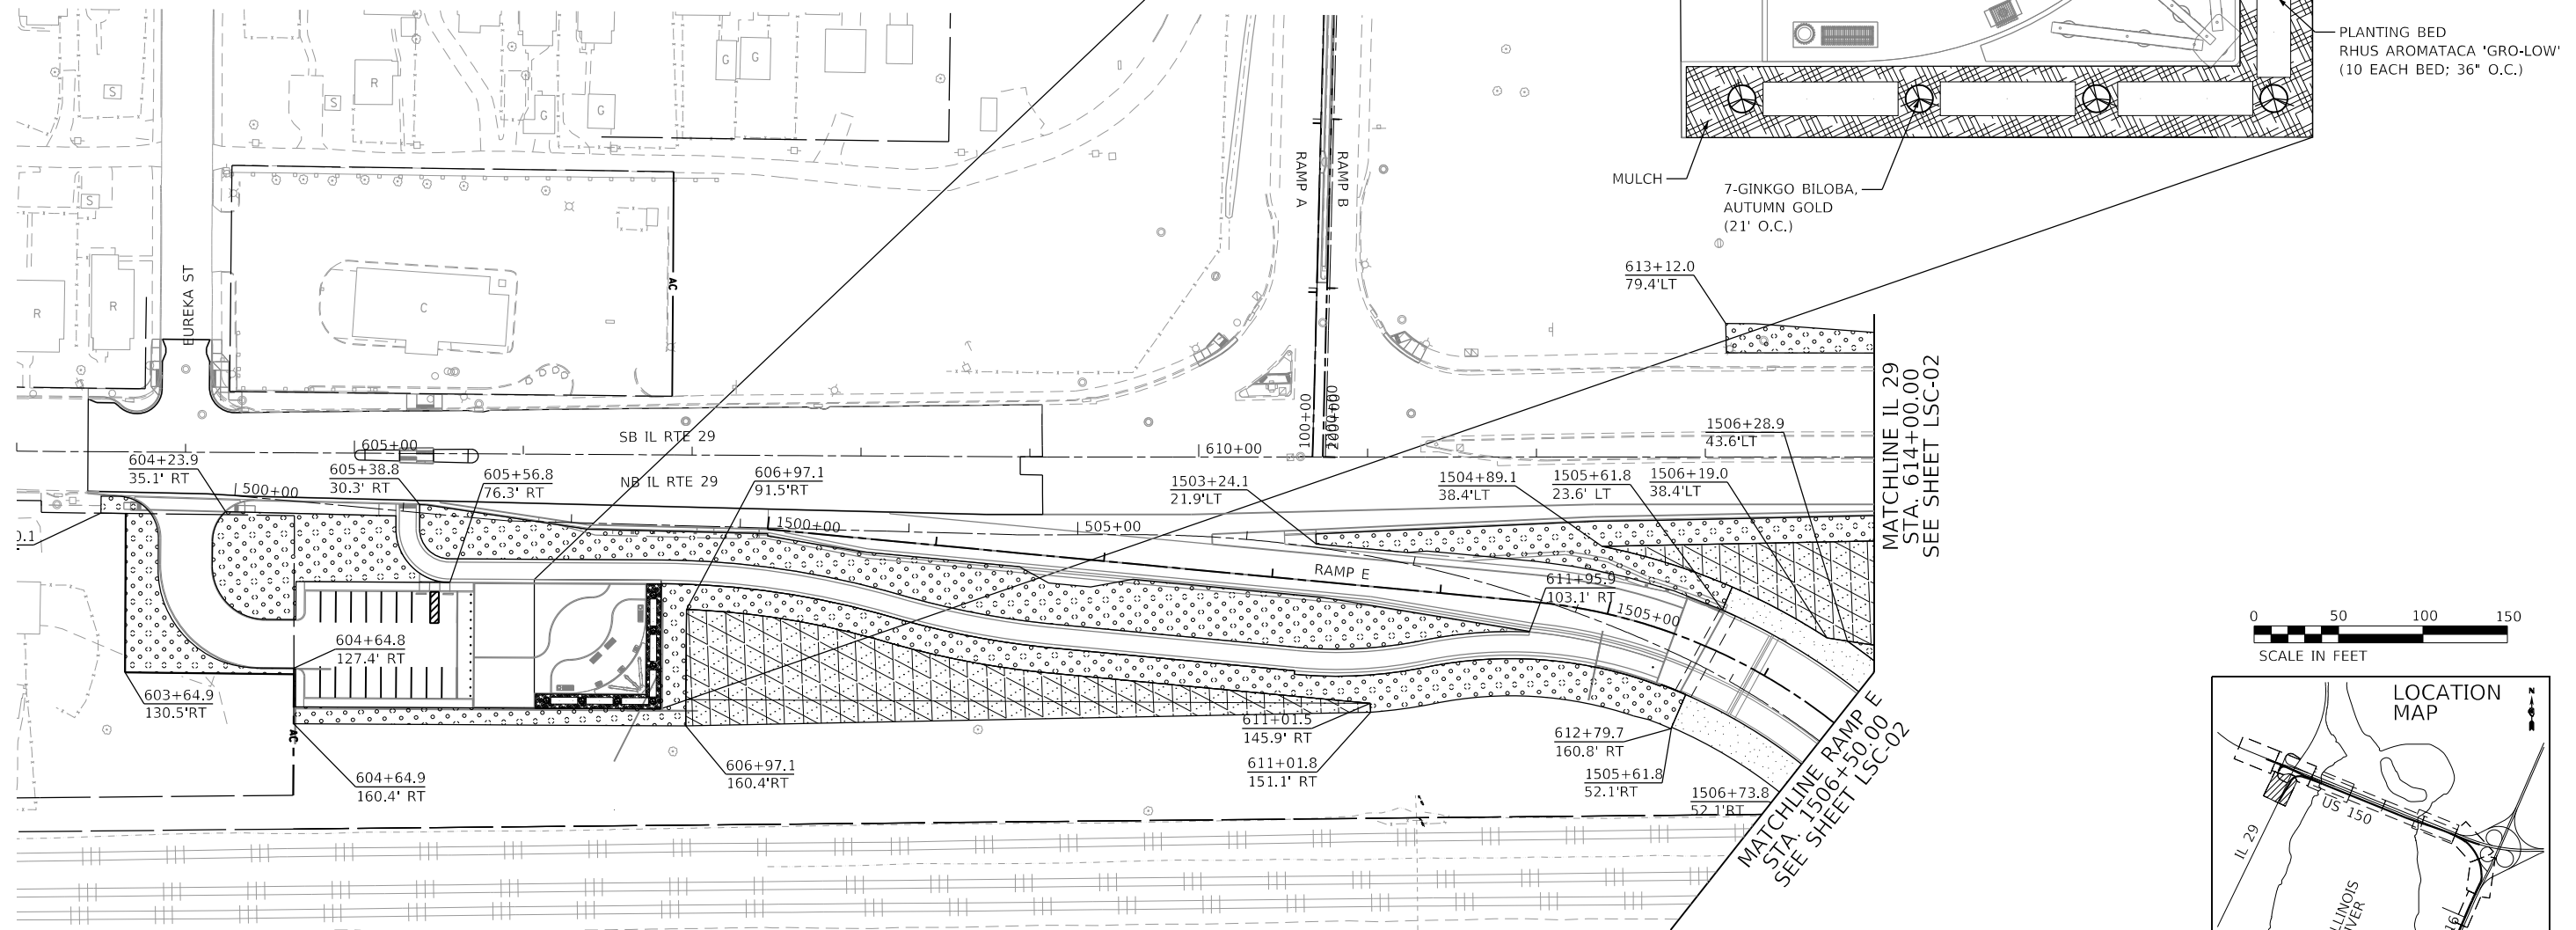 PLANTING BED
RHUS AROMATACA 'GRO-LOW'
(10 EACH BED; 36" O.C.)
MULCH
7-GINKGO BILOBA,
AUTUMN GOLD
(21' O.C.)
G
G
R
S
S
G
G
S
R
R
C
EUREKA ST
AC
RAMP A
RAMP B
613+12.0
79.4'LT
MATCHLINE IL 29
STA. 614+00.00
SEE SHEET LSC-02
100+00
200+00
SB IL RTE 29
605+00
610+00
604+23.9
35.1' RT
605+38.8
30.3' RT
605+56.8
76.3' RT
NB IL RTE 29
606+97.1
91.5'RT
1503+24.1
21.9'LT
1504+89.1
38.4'LT
1505+61.8
23.6' LT
1506+19.0
38.4'LT
1506+28.9
43.6'LT
500+00
1500+00
505+00
0.1
RAMP E
611+95.9
103.1' RT
1505+00
604+64.8
127.4' RT
603+64.9
130.5'RT
AC
604+64.9
160.4' RT
606+97.1
160.4'RT
611+01.5
145.9' RT
611+01.8
151.1' RT
612+79.7
160.8' RT
1505+61.8
52.1'RT
1506+73.8
52.1'RT
MATCHLINE RAMP E
STA. 1506+50.00
SEE SHEET LSC-02
0 50 100 150
SCALE IN FEET
LOCATION
MAP
N
US 150
IL 29